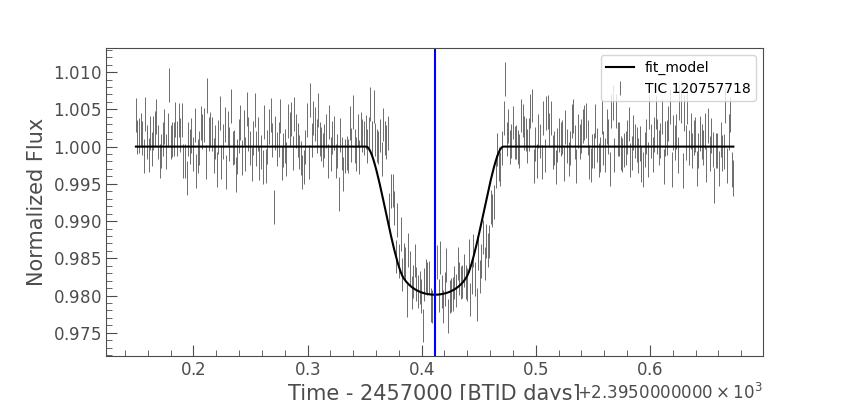 1.010
1.005
1.000
0.995
0.990
0.985
0.980
0.975
Normalized Flux
fit_model
TIC 120757718
0.2 0.3 0.4 0.5 0.6
Time - 2457000 [BTJD days]
+2.3950000000 × 10³